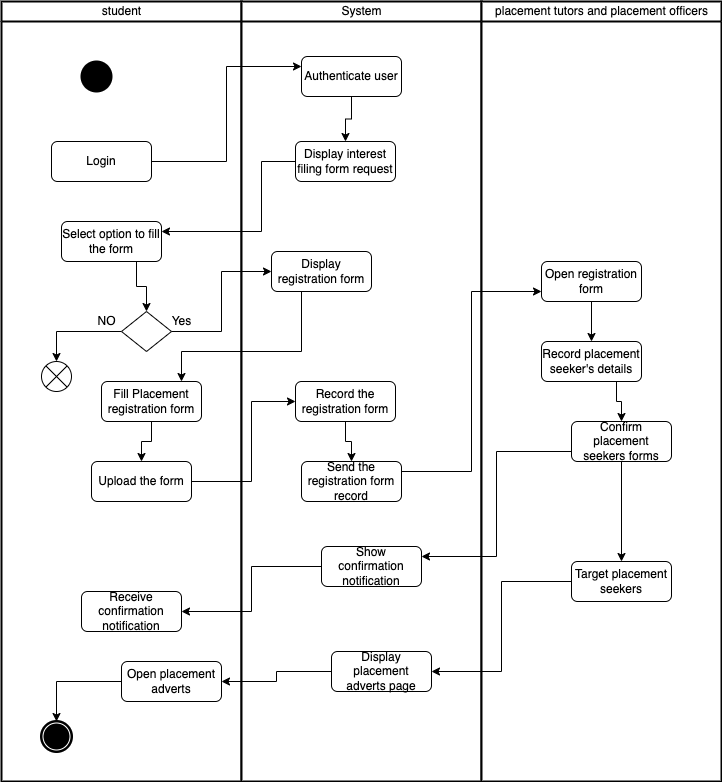 student
System
placement tutors and placement officers
Authenticate user
Login
Display interest
filing form request
Select option to fill
the form
Display
registration form
Open registration
form
NO
Yes
Record placement
seeker's details
Fill Placement
registration form
Record the
registration form
Confirm
placement
seekers forms
Upload the form
Send the
registration form
record
Show
confirmation
notification
Target placement
seekers
Receive
confirmation
notification
Display
placement
adverts page
Open placement
adverts